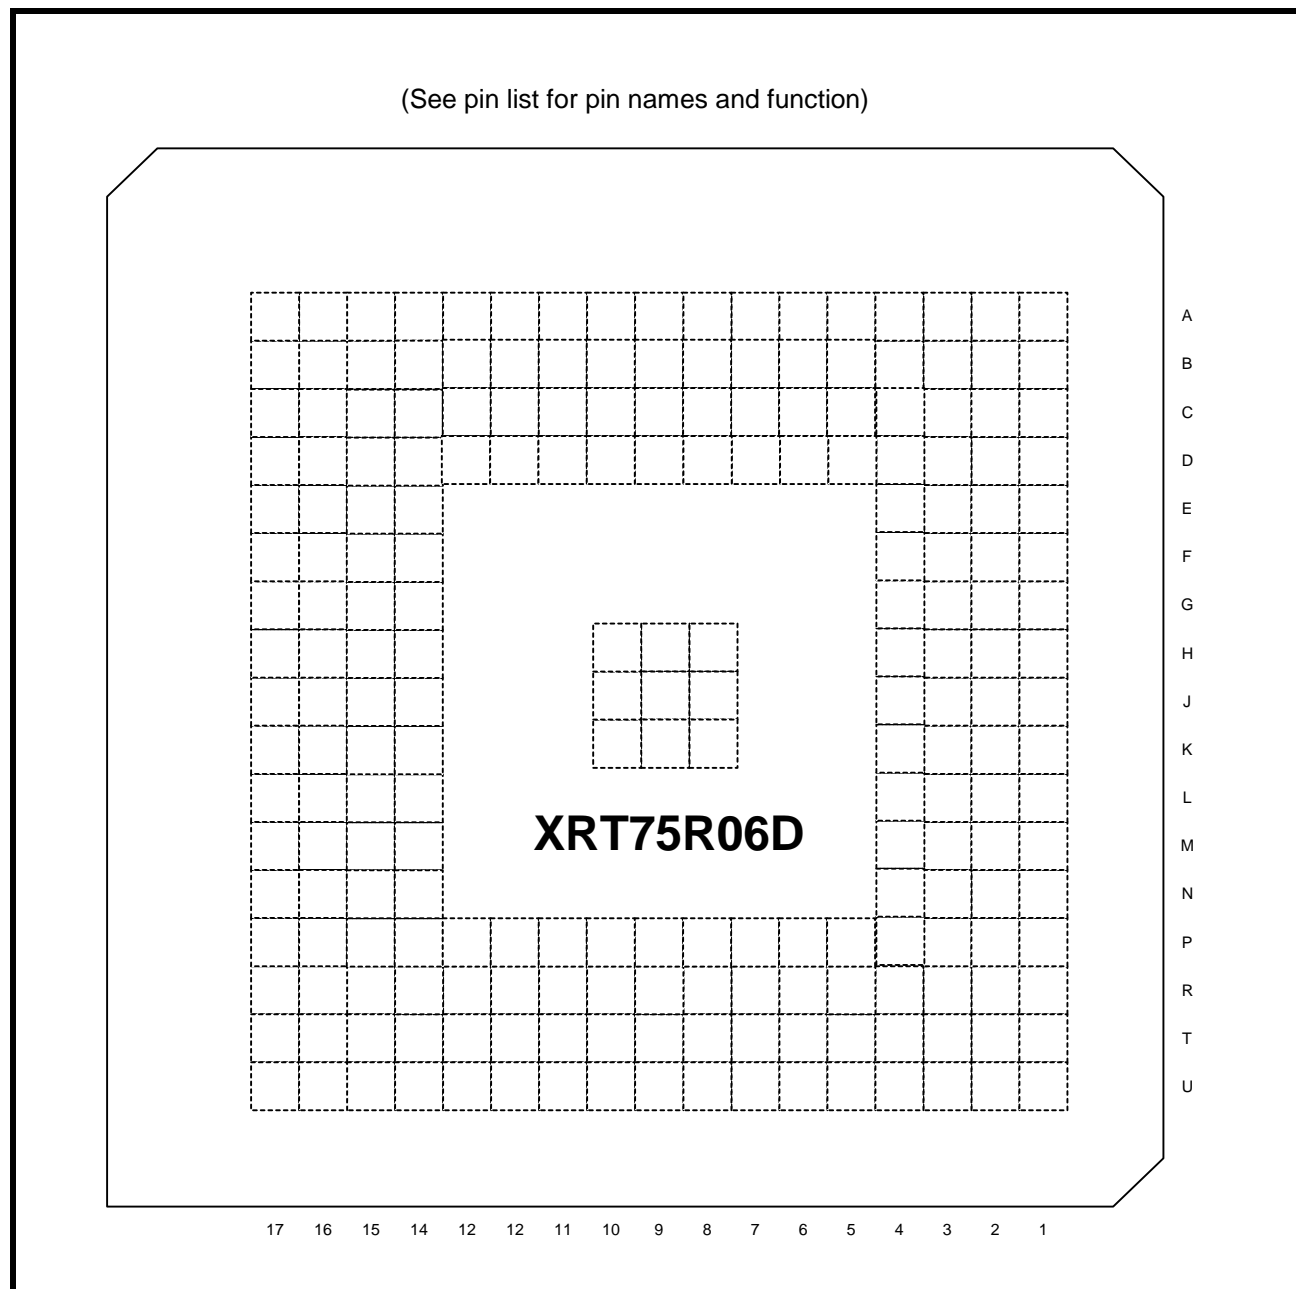 (See pin list for pin names and function)
A
B
C
D
E
F
G
H
J
K
L
XRT75R06D
M
N
P
R
T
U
17 16 15 14 12 12 11 10 9 8 7 6 5 4 3 2 1